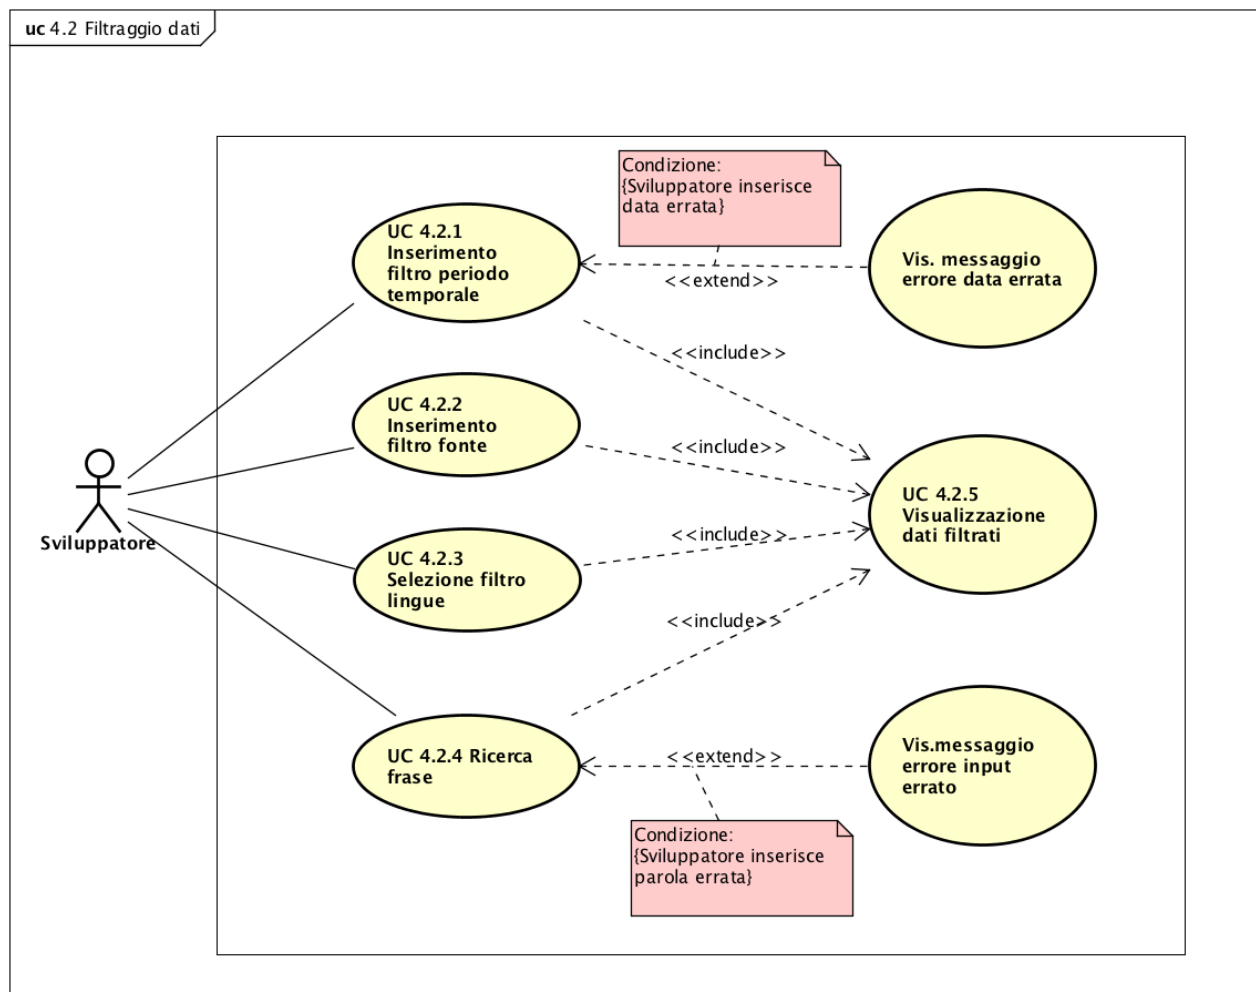 uc 4.2 Filtraggio dati
Condizione:
{Sviluppatore inserisce
data errata}
UC 4.2.1
Inserimento
filtro periodo
temporale
Vis. messaggio
errore data errata
<<extend>>
<<include>>
UC 4.2.2
Inserimento
filtro fonte
<<include>>
UC 4.2.5
Visualizzazione
dati filtrati
Sviluppatore
<<include>>
UC 4.2.3
Selezione filtro
lingue
<<include>>
UC 4.2.4 Ricerca
frase
<<extend>>
Vis.messaggio
errore input
errato
Condizione:
{Sviluppatore inserisce
parola errata}